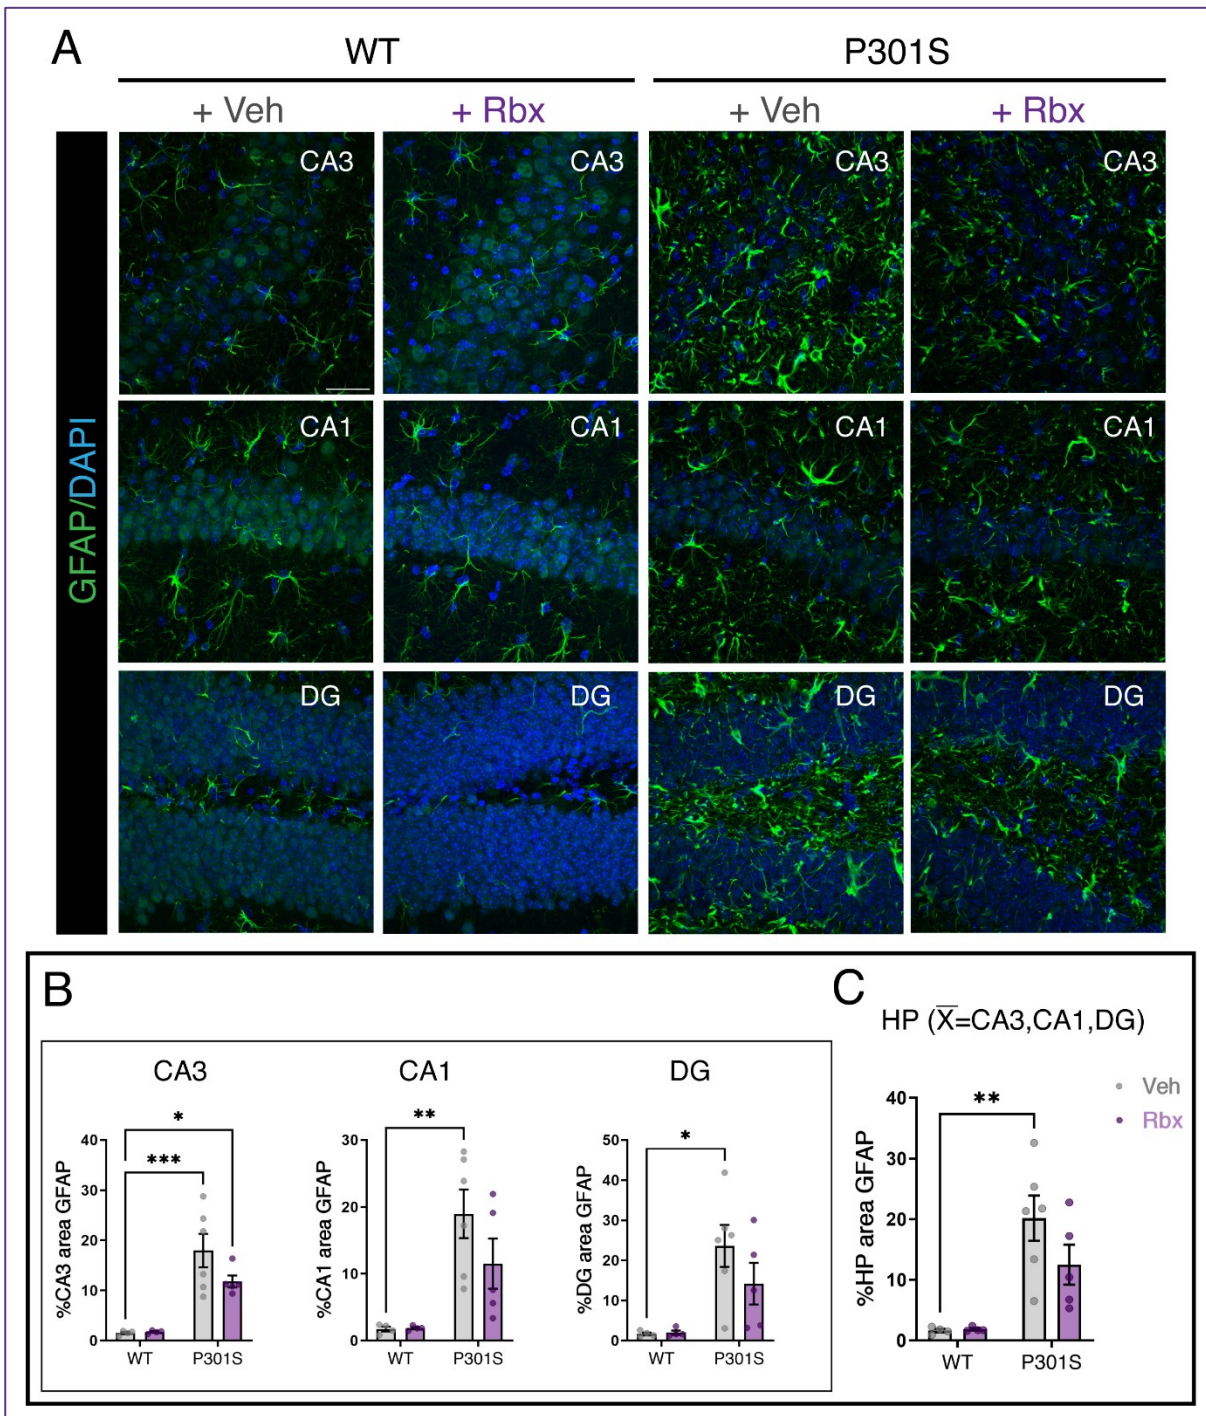 A
WT
P301S
+ Veh
+ Rbx
+ Veh
+ Rbx
GFAP/DAPI
CA3
CA3
CA3
CA3
CA1
CA1
CA1
CA1
DG
DG
DG
DG
B
CA3
%CA3 area GFAP
40
30
20
10
0
*
***
WT
P301S
CA1
%CA1 area GFAP
30
20
10
0
**
WT
P301S
DG
%DG area GFAP
50
40
30
20
10
0
*
WT
P301S
C
HP (X̅=CA3,CA1,DG)
Veh
Rbx
%HP area GFAP
40
30
20
10
0
**
WT
P301S